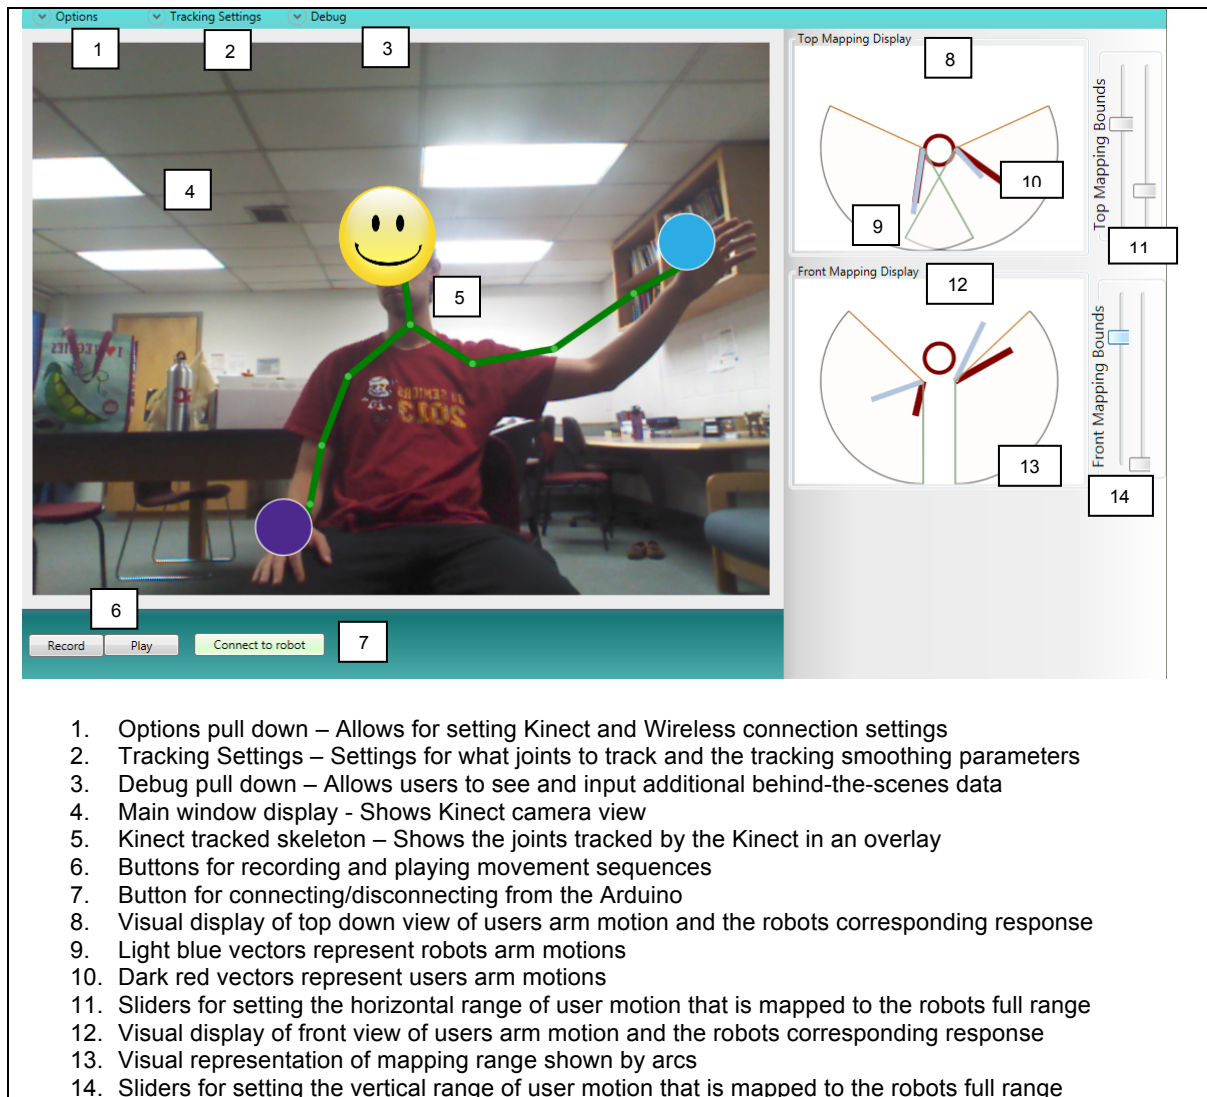 Options
Tracking Settings
Debug
1
2
3
Top Mapping Display
8
Top Mapping Bounds
4
10
9
11
Front Mapping Display
12
5
Front Mapping Bounds
2013
13
14
6
Record
Play
Connect to robot
7
1. Options pull down – Allows for setting Kinect and Wireless connection settings
2. Tracking Settings – Settings for what joints to track and the tracking smoothing parameters
3. Debug pull down – Allows users to see and input additional behind-the-scenes data
4. Main window display - Shows Kinect camera view
5. Kinect tracked skeleton – Shows the joints tracked by the Kinect in an overlay
6. Buttons for recording and playing movement sequences
7. Button for connecting/disconnecting from the Arduino
8. Visual display of top down view of users arm motion and the robots corresponding response
9. Light blue vectors represent robots arm motions
10. Dark red vectors represent users arm motions
11. Sliders for setting the horizontal range of user motion that is mapped to the robots full range
12. Visual display of front view of users arm motion and the robots corresponding response
13. Visual representation of mapping range shown by arcs
14. Sliders for setting the vertical range of user motion that is mapped to the robots full range